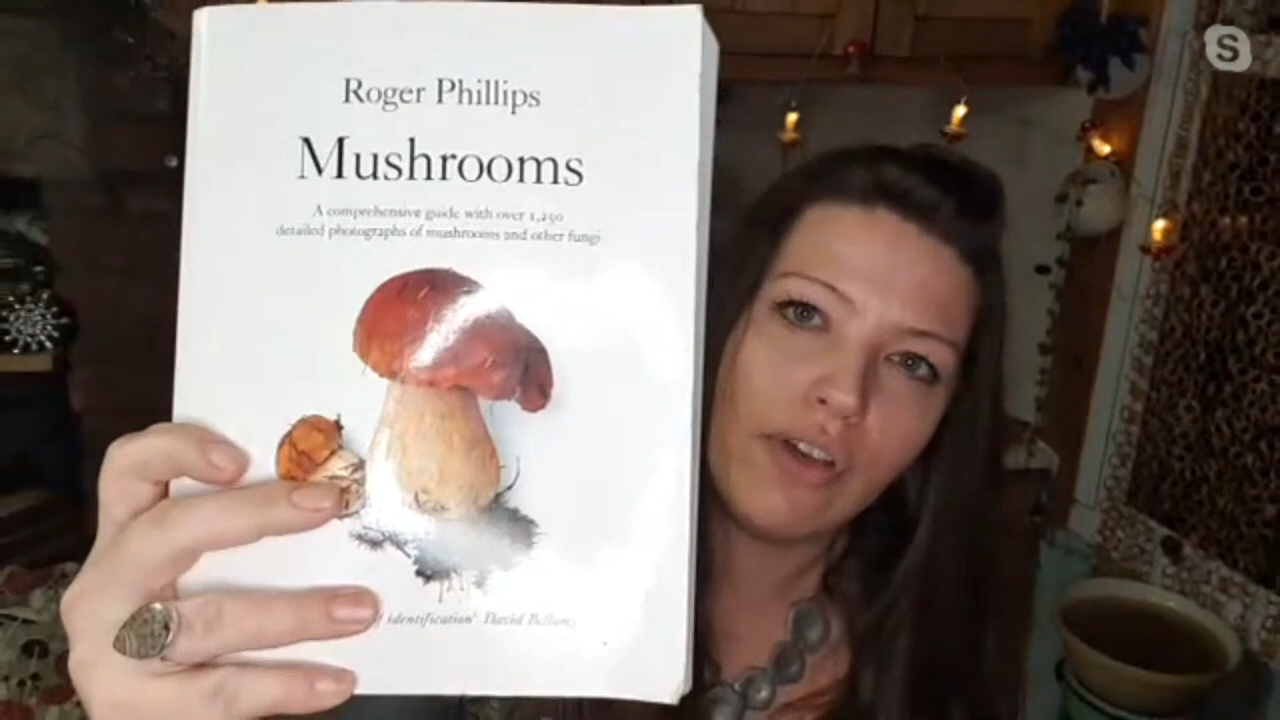 Roger Phillips
Mushrooms
A comprehensive guide with over 1,250
detailed photographs of mushrooms and other fungi
identification' David Bellamy
S